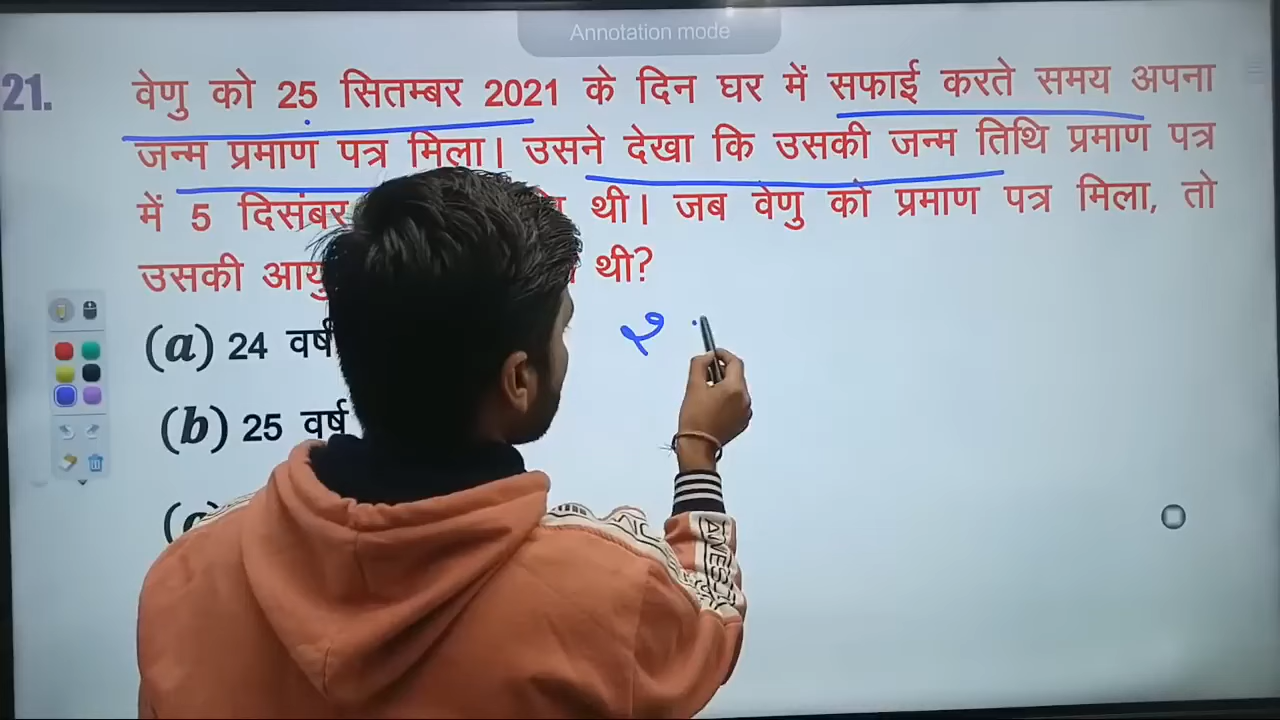 Annotation mode
21. वेणु को 25 सितम्बर 2021 के दिन घर में सफाई करते समय अपना
जन्म प्रमाण पत्र मिला। उसने देखा कि उसकी जन्म तिथि प्रमाण पत्र
में 5 दिसंबर थी। जब वेणु को प्रमाण पत्र मिला, तो
उसकी आयु थी?
(a) 24 वर्ष
(b) 25 वर्ष